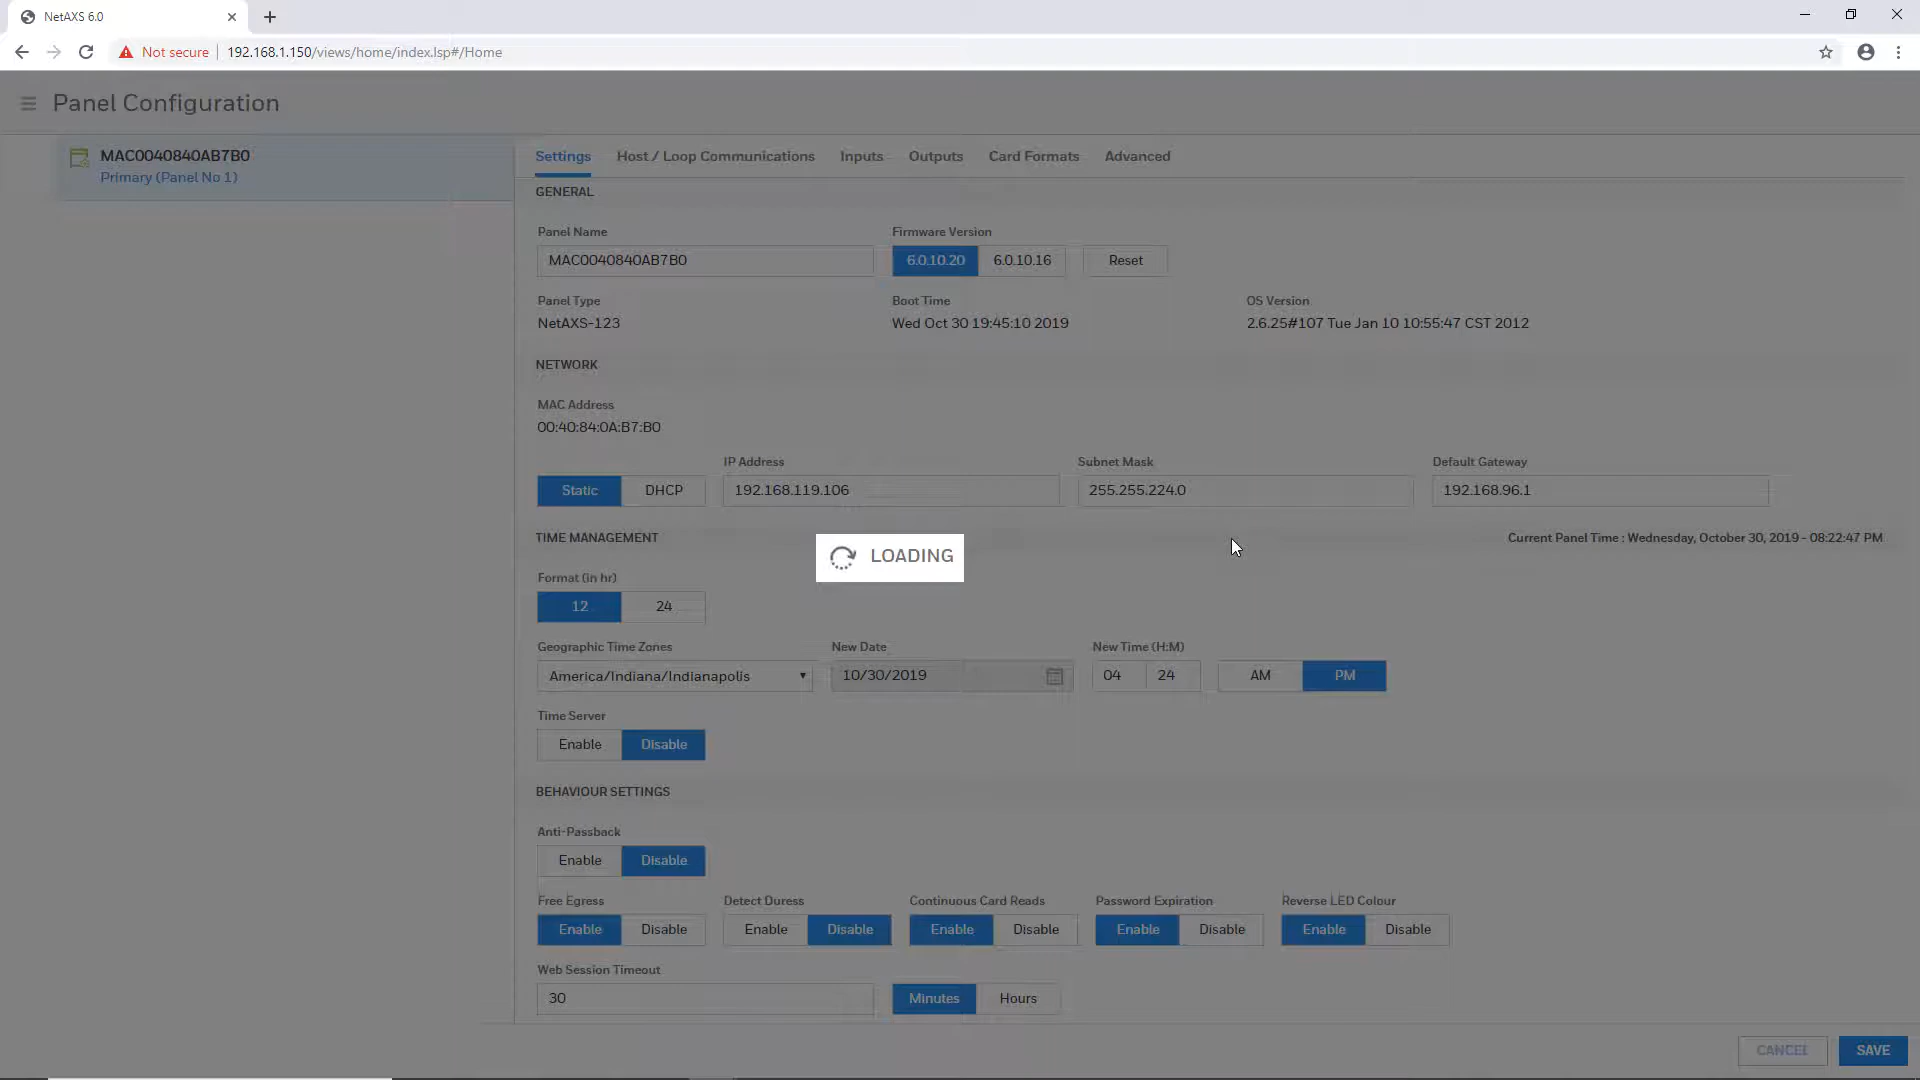 NetAXS 6.0
Not secure | 192.168.1.150/views/home/index.lsp#/Home
Panel Configuration
MAC0040840AB7B0
Primary (Panel No 1)
Settings Host / Loop Communications Inputs Outputs Card Formats Advanced
GENERAL
Panel Name Firmware Version
MAC0040840AB7B0 6.0.10.20 6.0.10.16 Reset
Panel Type Boot Time OS Version
NetAXS-123 Wed Oct 30 19:45:10 2019 2.6.25#107 Tue Jan 10 10:55:47 CST 2012
NETWORK
MAC Address
00:40:84:0A:B7:B0
IP Address Subnet Mask Default Gateway
Static DHCP 192.168.119.106 255.255.224.0 192.168.96.1
TIME MANAGEMENT Current Panel Time : Wednesday, October 30, 2019 - 08:22:47 PM
LOADING
Format (in hr)
12 24
Geographic Time Zones New Date New Time (H:M)
America/Indiana/Indianapolis 10/30/2019 04 24 AM PM
Time Server
Enable Disable
BEHAVIOUR SETTINGS
Anti-Passback
Enable Disable
Free Egress Detect Duress Continuous Card Reads Password Expiration Reverse LED Colour
Enable Disable Enable Disable Enable Disable Enable Disable Enable Disable
Web Session Timeout
30 Minutes Hours
CANCEL SAVE